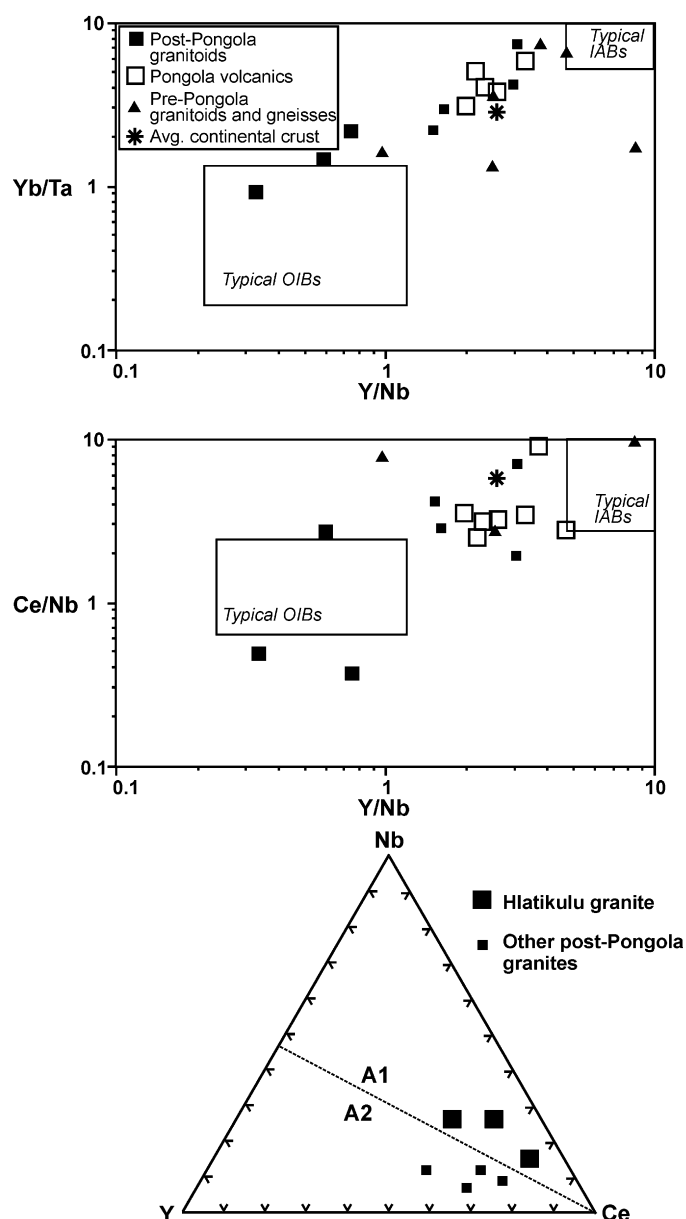 10
Post-Pongola
granitoids
Pongola volcanics
Pre-Pongola
granitoids and gneisses
Avg. continental crust
Typical
IABs
Yb/Ta
1
Typical OIBs
0.1
0.1
1
10
Y/Nb
10
Typical
IABs
Ce/Nb
1
Typical OIBs
0.1
0.1
1
10
Y/Nb
Nb
Hlatikulu granite
Other post-Pongola
granites
A1
A2
Y
Ce